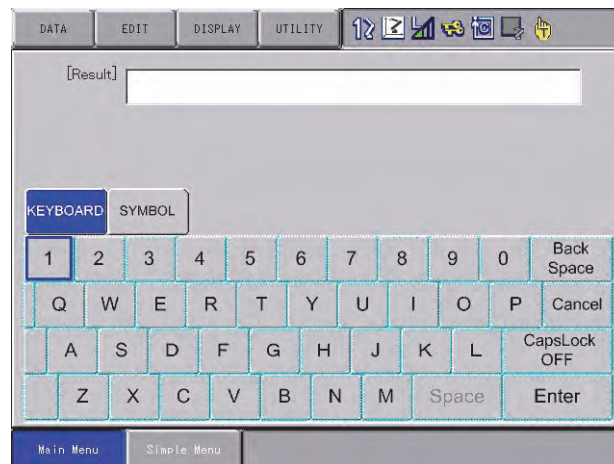 DATA EDIT DISPLAY UTILITY
[Result]
KEYBOARD SYMBOL
1 2 3 4 5 6 7 8 9 0 Back Space
Q W E R T Y U I O P Cancel
A S D F G H J K L CapsLock OFF
Z X C V B N M Space Enter
Main Menu Simple Menu